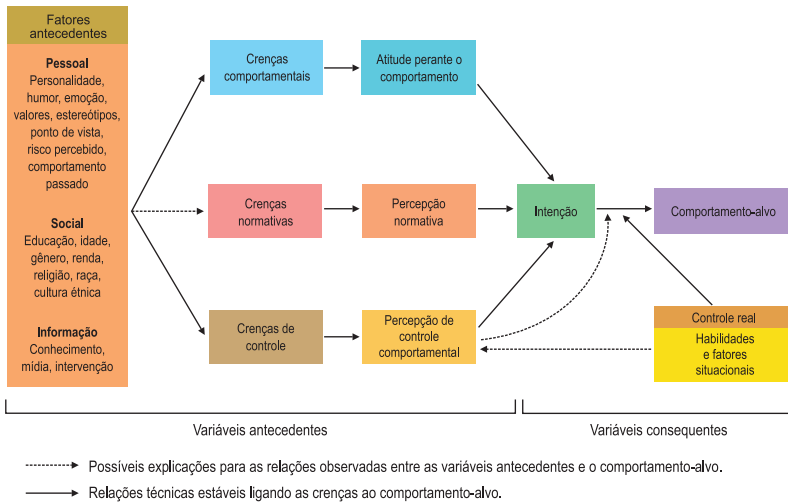 Fatores
antecedentes
Pessoal
Personalidade,
humor, emoção,
valores, estereótipos,
ponto de vista,
risco percebido,
comportamento
passado
Social
Educação, idade,
gênero, renda,
religião, raça,
cultura étnica
Informação
Conhecimento,
mídia, intervenção
Crenças
comportamentais
Atitude perante o
comportamento
Crenças
normativas
Percepção
normativa
Intenção
Comportamento-alvo
Crenças de
controle
Percepção de
controle
comportamental
Controle real
Habilidades
e fatores
situacionais
Variáveis antecedentes
Variáveis consequentes
Possíveis explicações para as relações observadas entre as variáveis antecedentes e o comportamento-alvo.
Relações técnicas estáveis ligando as crenças ao comportamento-alvo.